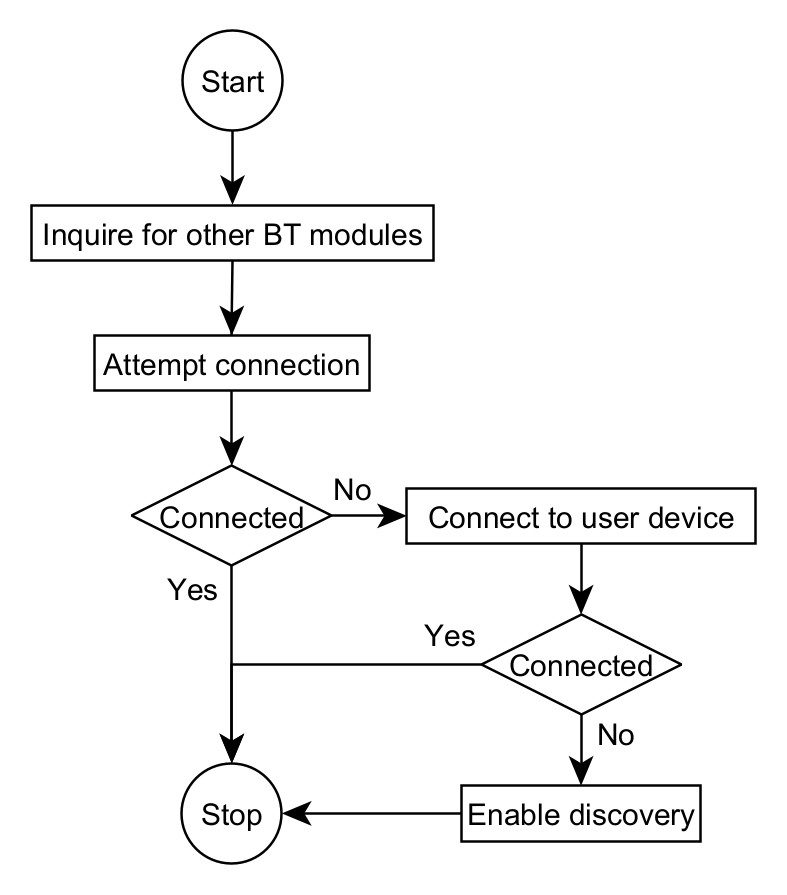 Start
Inquire for other BT modules
Attempt connection
Connected
No
Connect to user device
Yes
Yes
Connected
No
Stop
Enable discovery